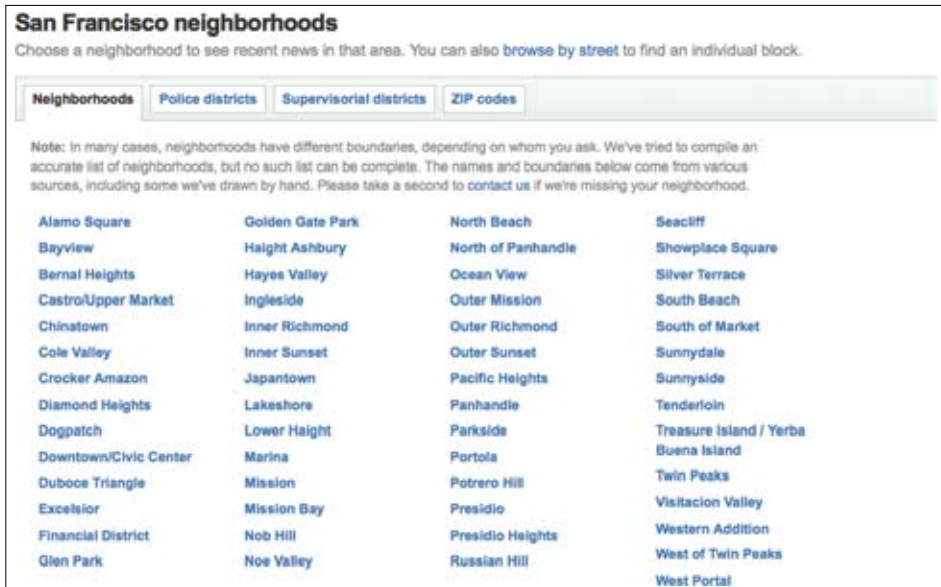 San Francisco neighborhoods
Choose a neighborhood to see recent news in that area. You can also browse by street to find an individual block.
Neighborhoods
Police districts
Supervisorial districts
ZIP codes
Note: In many cases, neighborhoods have different boundaries, depending on whom you ask. We've tried to compile an
accurate list of neighborhoods, but no such list can be complete. The names and boundaries below come from various
sources, including some we've drawn by hand. Please take a second to contact us if we're missing your neighborhood.
Alamo Square
Bayview
Bernal Heights
Castro/Upper Market
Chinatown
Cole Valley
Crocker Amazon
Diamond Heights
Dogpatch
Downtown/Civic Center
Duboce Triangle
Excelsior
Financial District
Glen Park
Golden Gate Park
Haight Ashbury
Hayes Valley
Ingleside
Inner Richmond
Inner Sunset
Japantown
Lakeshore
Lower Haight
Marina
Mission
Mission Bay
Nob Hill
Noe Valley
North Beach
North of Panhandle
Ocean View
Outer Mission
Outer Richmond
Outer Sunset
Pacific Heights
Panhandle
Parkside
Portola
Potrero Hill
Presidio
Presidio Heights
Russian Hill
Seacliff
Showplace Square
Silver Terrace
South Beach
South of Market
Sunnydale
Sunnyside
Tenderloin
Treasure Island / Yerba
Buena Island
Twin Peaks
Visitacion Valley
Western Addition
West of Twin Peaks
West Portal